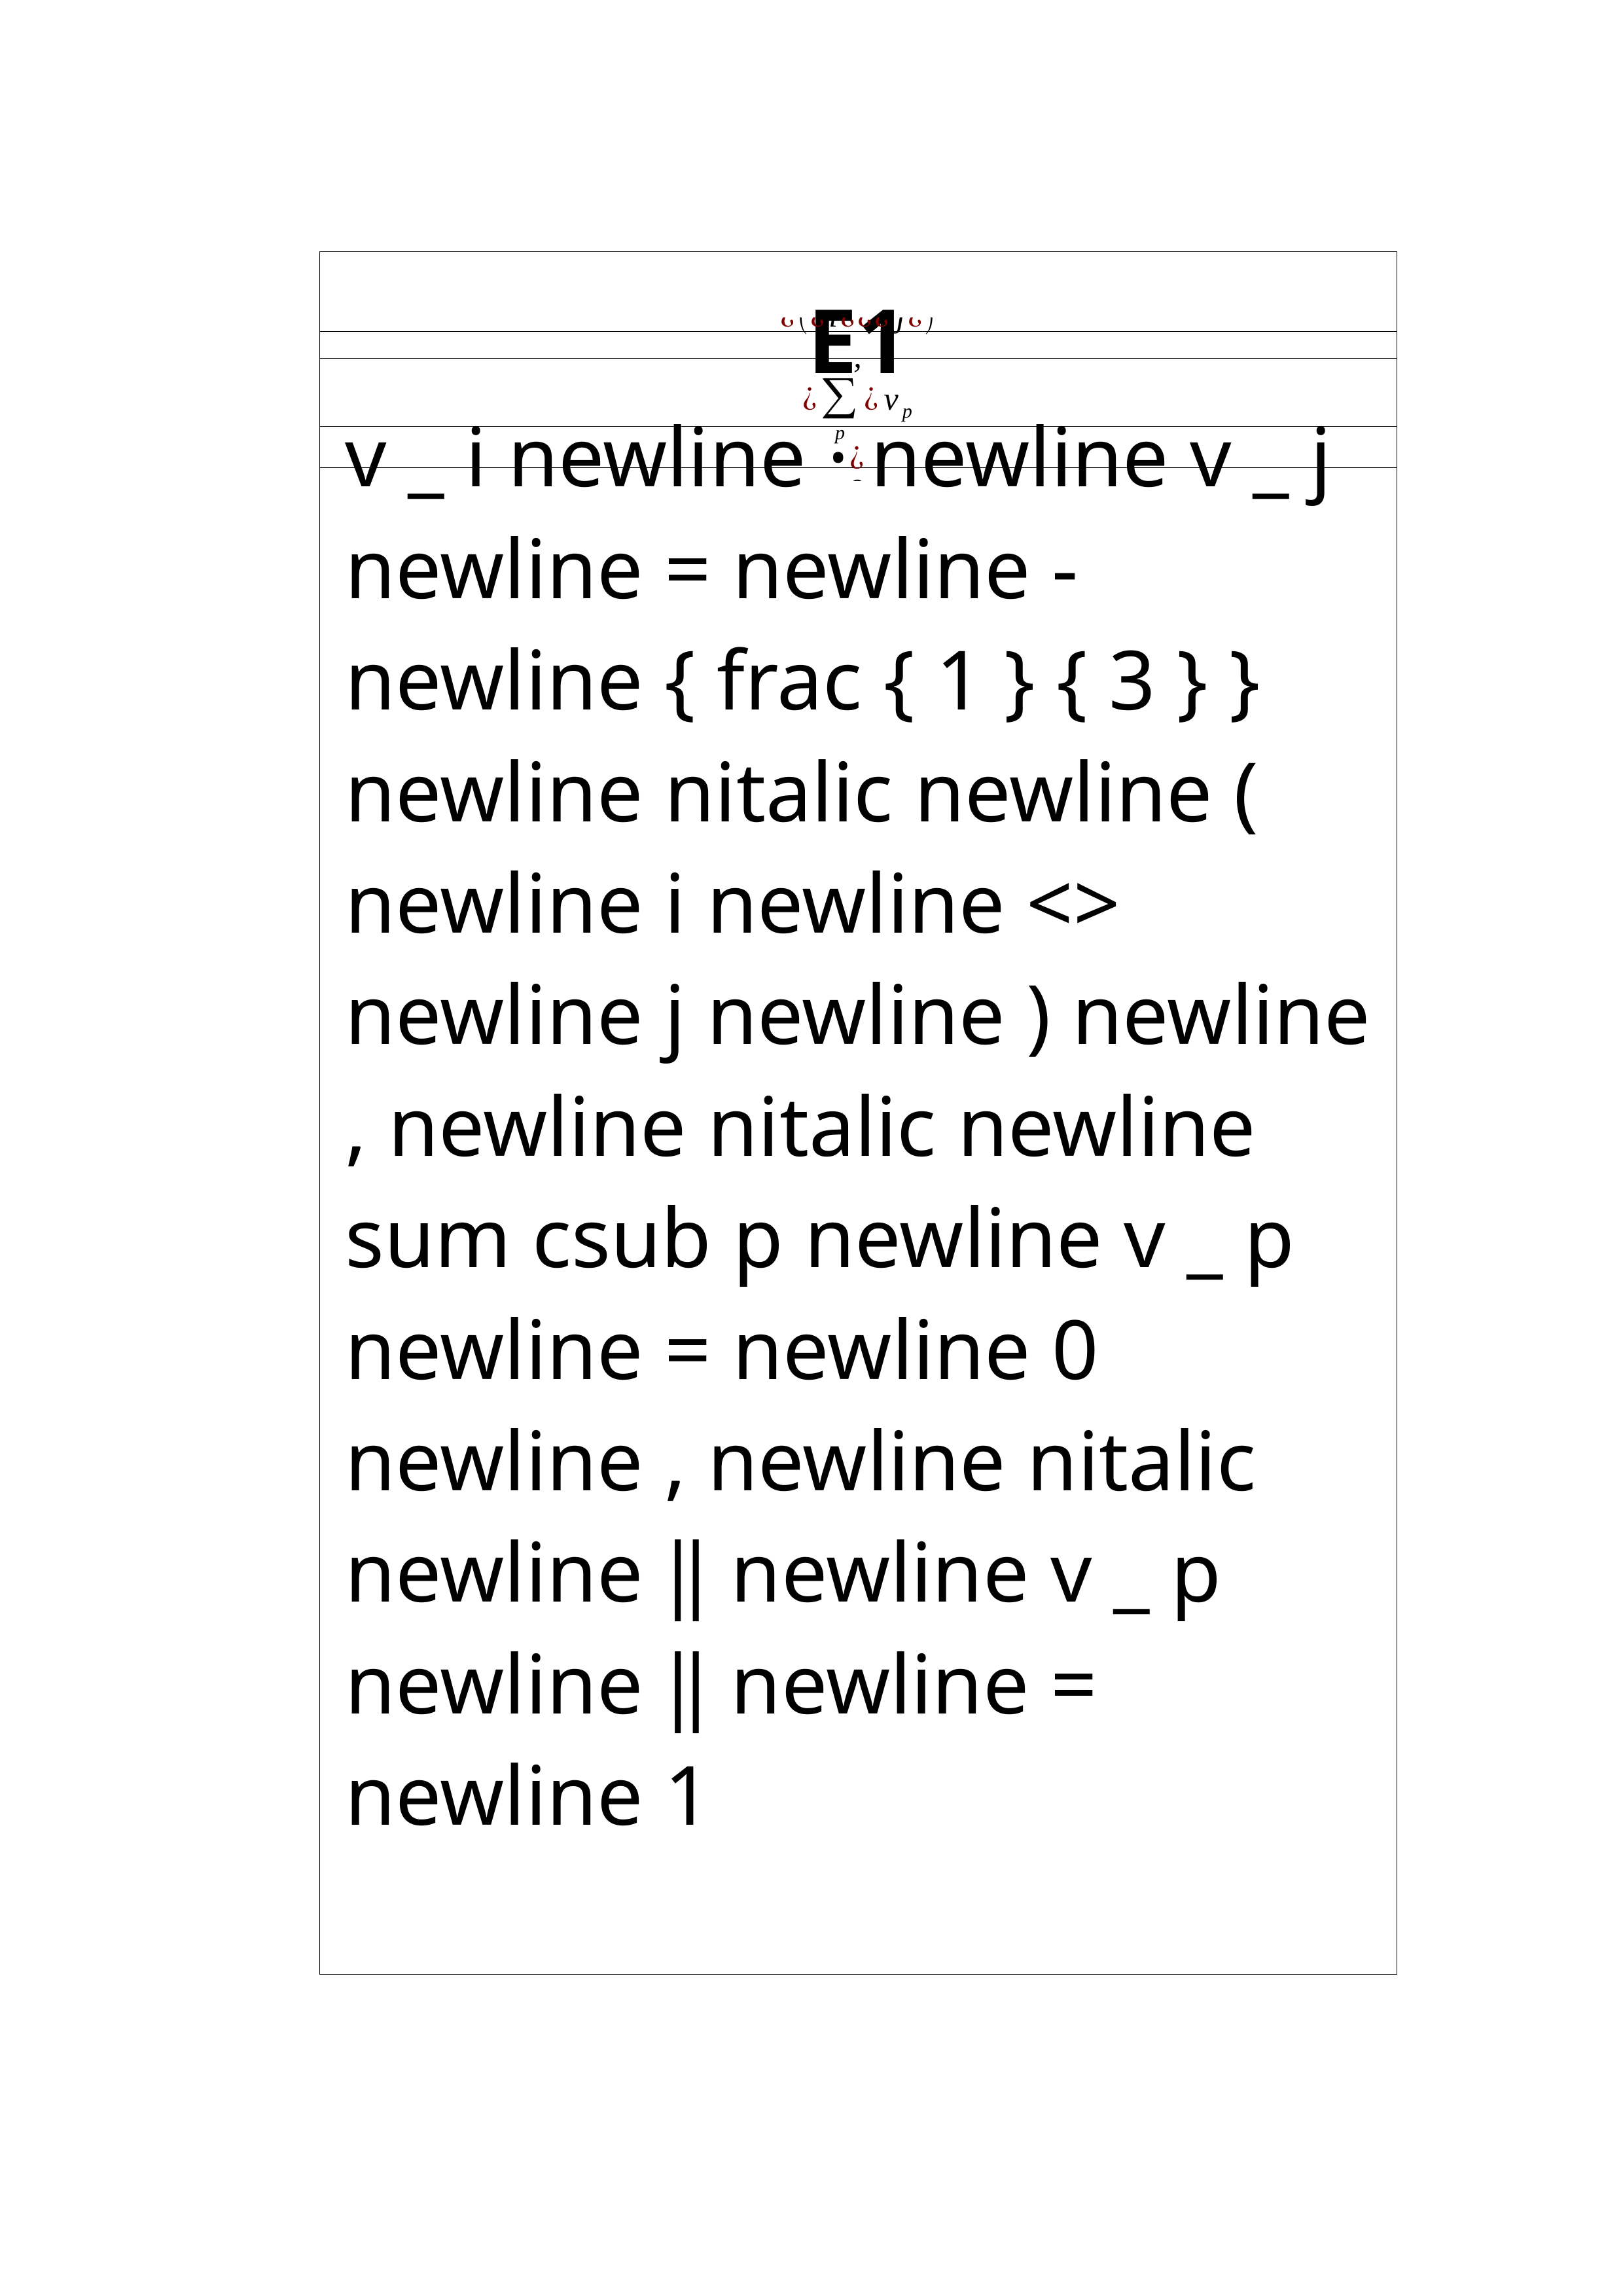 E1
,
¿ ∑ ¿ v p
p
¿
v _ i newline · newline v _ j
newline = newline -
newline { frac { 1 } { 3 } }
newline nitalic newline (
newline i newline <>
newline j newline ) newline
, newline nitalic newline
sum csub p newline v _ p
newline = newline 0
newline , newline nitalic
newline || newline v _ p
newline || newline =
newline 1